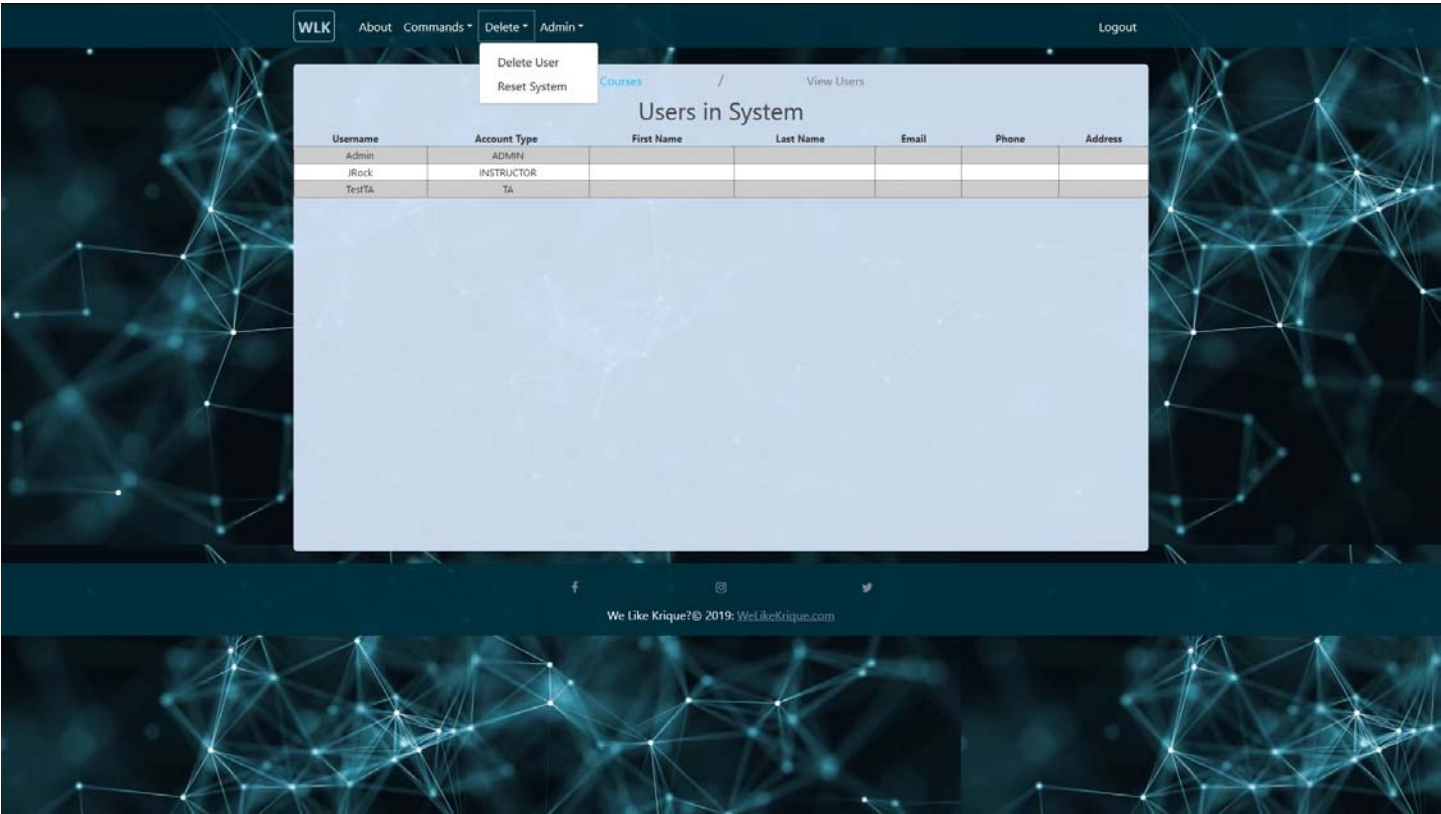 WLK About Commands Delete Admin Logout
Delete User
Reset System
Courses / View Users
Users in System
Username Account Type First Name Last Name Email Phone Address
Admin ADMIN
JRock INSTRUCTOR
TestTA TA
We Like Krique?© 2019: WeLikeKrique.com